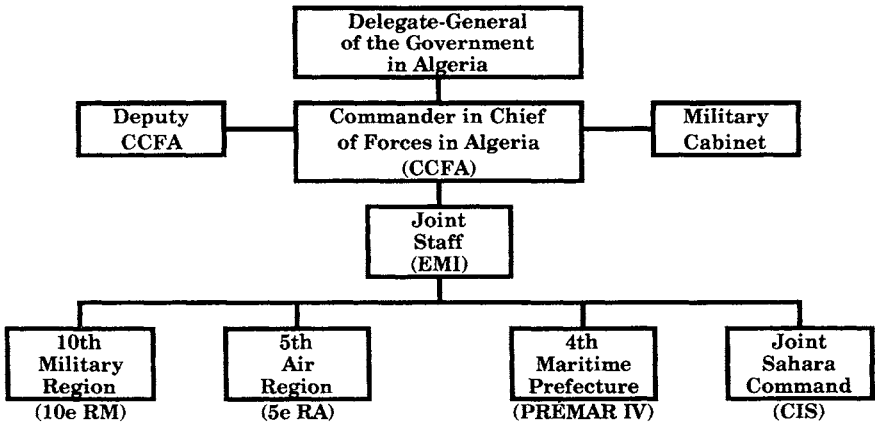 Delegate-General
of the Government
in Algeria
Deputy
CCFA
Commander in Chief
of Forces in Algeria
(CCFA)
Military
Cabinet
Joint
Staff
(EMI)
10th
Military
Region
(10e RM)
5th
Air
Region
(5e RA)
4th
Maritime
Prefecture
(PRÉMAR IV)
Joint
Sahara
Command
(CIS)